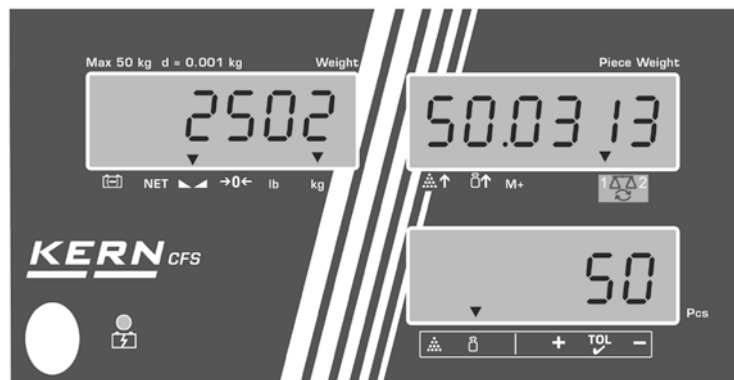 Max 50 kg d = 0.001 kg Weight
Piece Weight
2502
50.0313
NET →0← lb kg
M+
1 2
KERN CFS
50
Pcs
+ TOL −